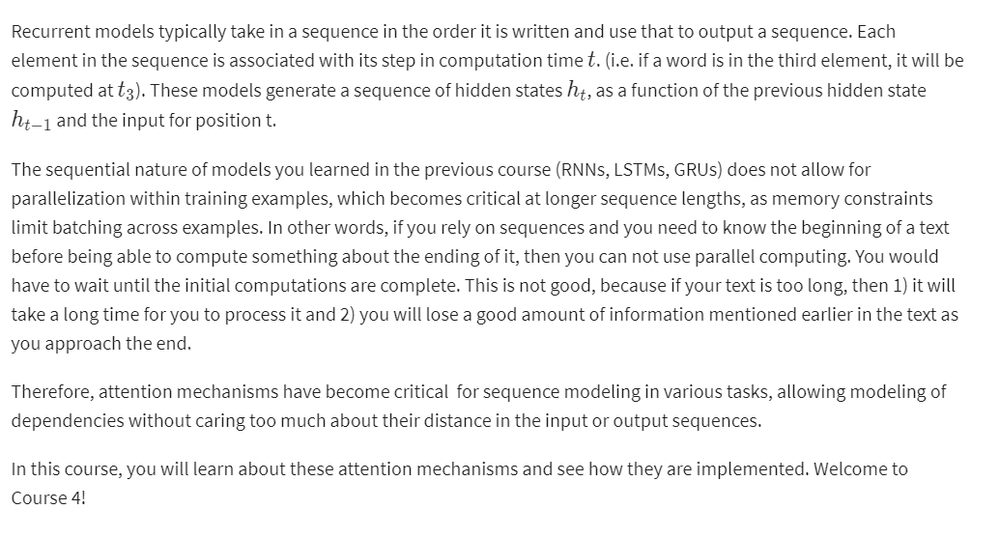 Recurrent models typically take in a sequence in the order it is written and use that to output a sequence. Each
element in the sequence is associated with its step in computation time t. (i.e. if a word is in the third element, it will be
computed at t₃). These models generate a sequence of hidden states hₜ, as a function of the previous hidden state
hₜ₋₁ and the input for position t.
The sequential nature of models you learned in the previous course (RNNs, LSTMs, GRUs) does not allow for
parallelization within training examples, which becomes critical at longer sequence lengths, as memory constraints
limit batching across examples. In other words, if you rely on sequences and you need to know the beginning of a text
before being able to compute something about the ending of it, then you can not use parallel computing. You would
have to wait until the initial computations are complete. This is not good, because if your text is too long, then 1) it will
take a long time for you to process it and 2) you will lose a good amount of information mentioned earlier in the text as
you approach the end.
Therefore, attention mechanisms have become critical for sequence modeling in various tasks, allowing modeling of
dependencies without caring too much about their distance in the input or output sequences.
In this course, you will learn about these attention mechanisms and see how they are implemented. Welcome to
Course 4!